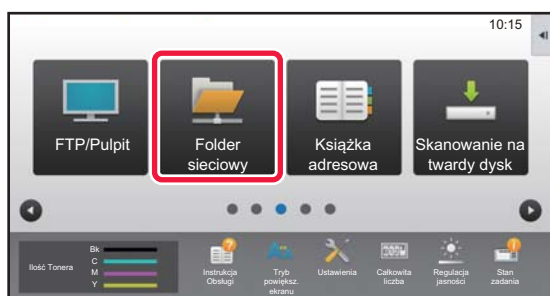 10:15
FTP/Pulpit
Folder
sieciowy
Książka
adresowa
Skanowanie na
twardy dysk
Ilość Tonera
Bk
C
M
Y
Instrukcja
Obsługi
Tryb
powiększ.
ekranu
Ustawienia
Całkowita
liczba
Regulacja
jasności
Stan
zadania